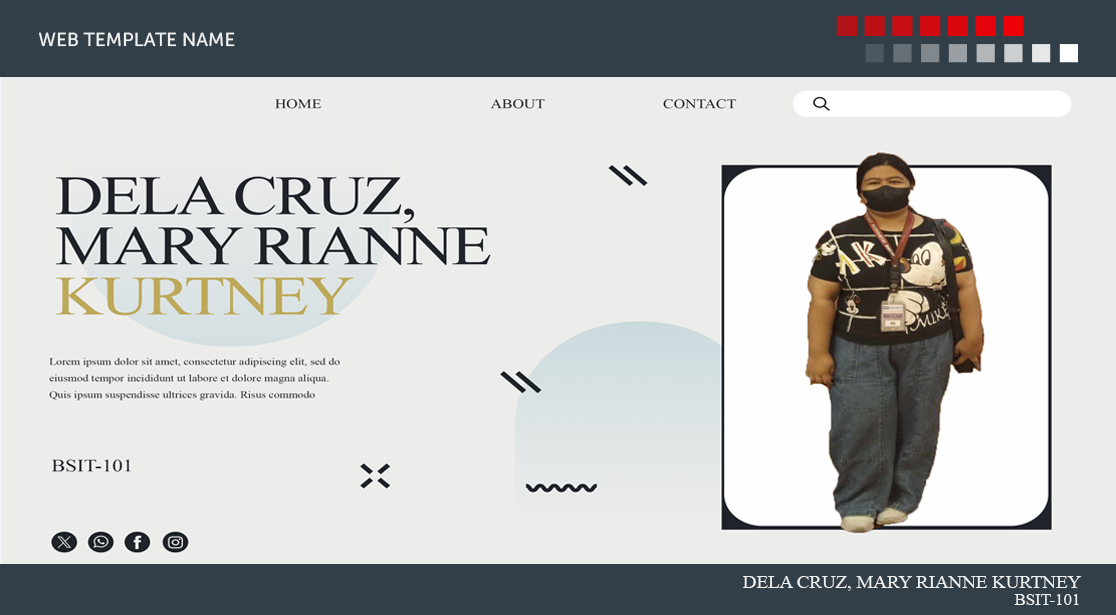 WEB TEMPLATE NAME
HOME ABOUT CONTACT
DELA CRUZ,
MARY RIANNE
KURTNEY
Lorem ipsum dolor sit amet, consectetur adipiscing elit, sed do
eiusmod tempor incididunt ut labore et dolore magna aliqua.
Quis ipsum suspendisse ultrices gravida. Risus commodo
BSIT-101
MIKE
DELA CRUZ, MARY RIANNE KURTNEY
BSIT-101